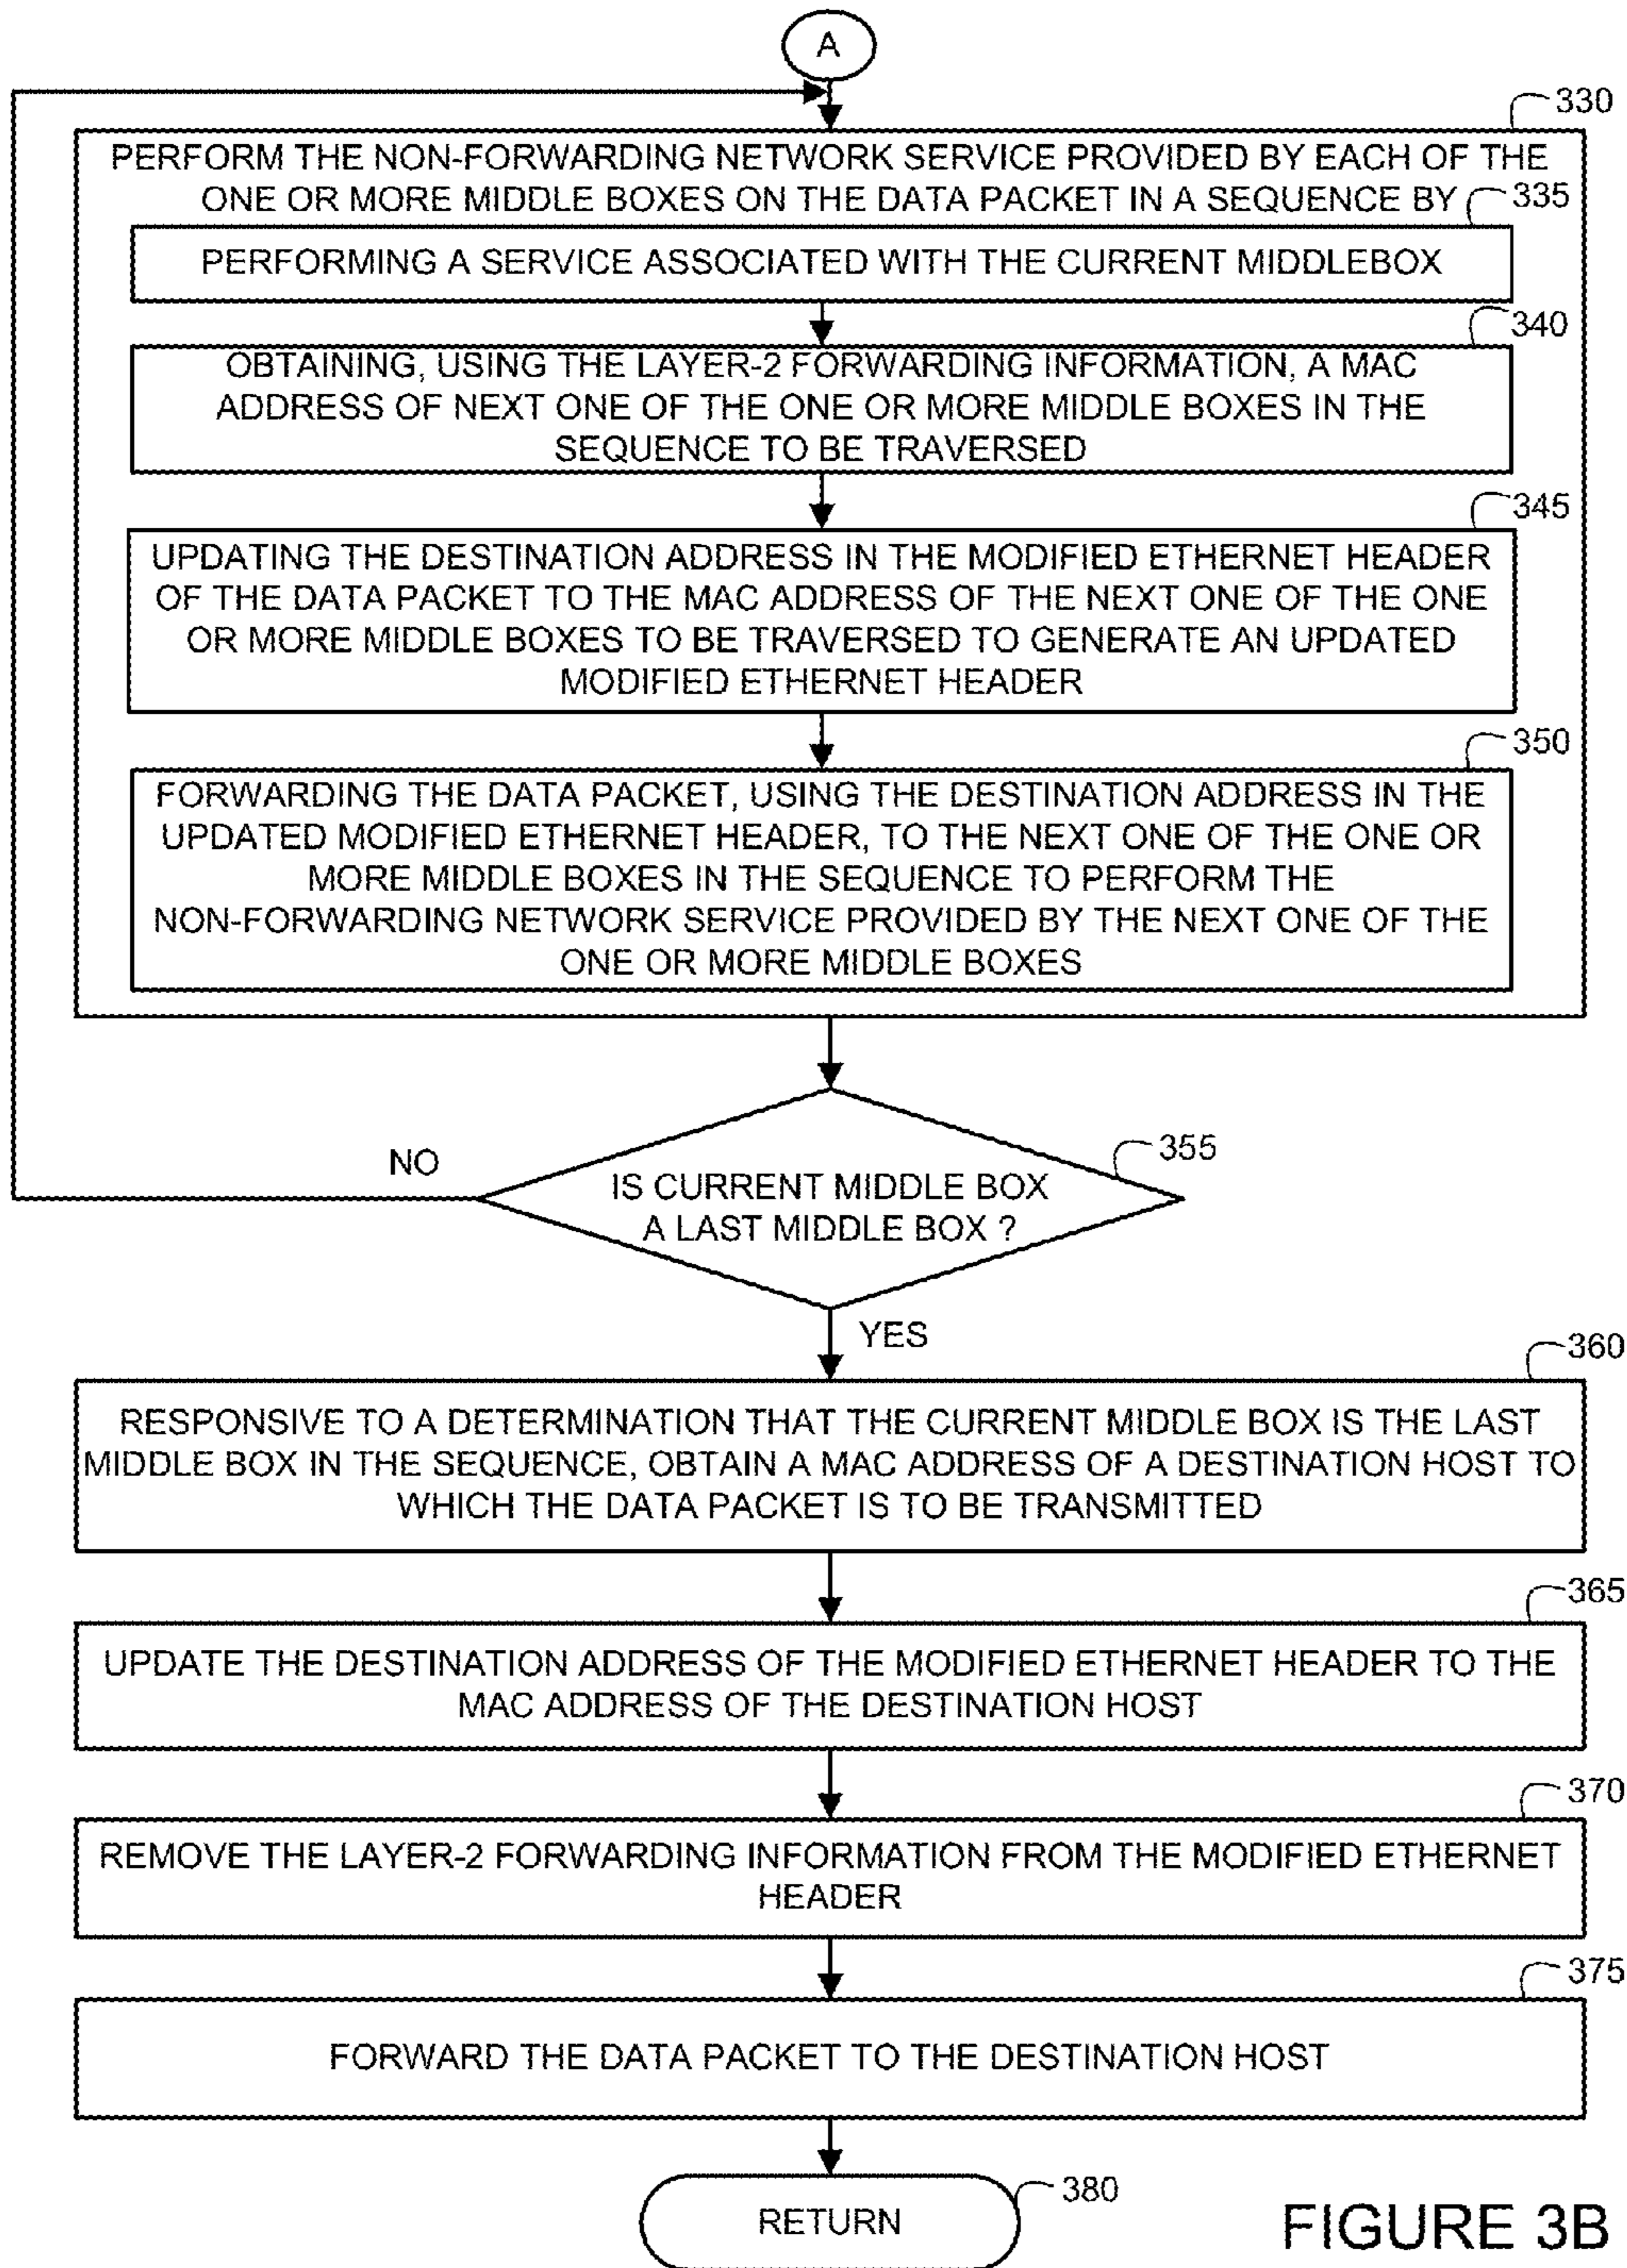 A
330
PERFORM THE NON-FORWARDING NETWORK SERVICE PROVIDED BY EACH OF THE
ONE OR MORE MIDDLE BOXES ON THE DATA PACKET IN A SEQUENCE BY
335
PERFORMING A SERVICE ASSOCIATED WITH THE CURRENT MIDDLEBOX
340
OBTAINING, USING THE LAYER-2 FORWARDING INFORMATION, A MAC
ADDRESS OF NEXT ONE OF THE ONE OR MORE MIDDLE BOXES IN THE
SEQUENCE TO BE TRAVERSED
345
UPDATING THE DESTINATION ADDRESS IN THE MODIFIED ETHERNET HEADER
OF THE DATA PACKET TO THE MAC ADDRESS OF THE NEXT ONE OF THE ONE
OR MORE MIDDLE BOXES TO BE TRAVERSED TO GENERATE AN UPDATED
MODIFIED ETHERNET HEADER
350
FORWARDING THE DATA PACKET, USING THE DESTINATION ADDRESS IN THE
UPDATED MODIFIED ETHERNET HEADER, TO THE NEXT ONE OF THE ONE OR
MORE MIDDLE BOXES IN THE SEQUENCE TO PERFORM THE
NON-FORWARDING NETWORK SERVICE PROVIDED BY THE NEXT ONE OF THE
ONE OR MORE MIDDLE BOXES
355
NO
IS CURRENT MIDDLE BOX
A LAST MIDDLE BOX ?
YES
360
RESPONSIVE TO A DETERMINATION THAT THE CURRENT MIDDLE BOX IS THE LAST
MIDDLE BOX IN THE SEQUENCE, OBTAIN A MAC ADDRESS OF A DESTINATION HOST TO
WHICH THE DATA PACKET IS TO BE TRANSMITTED
365
UPDATE THE DESTINATION ADDRESS OF THE MODIFIED ETHERNET HEADER TO THE
MAC ADDRESS OF THE DESTINATION HOST
370
REMOVE THE LAYER-2 FORWARDING INFORMATION FROM THE MODIFIED ETHERNET
HEADER
375
FORWARD THE DATA PACKET TO THE DESTINATION HOST
380
RETURN
FIGURE 3B